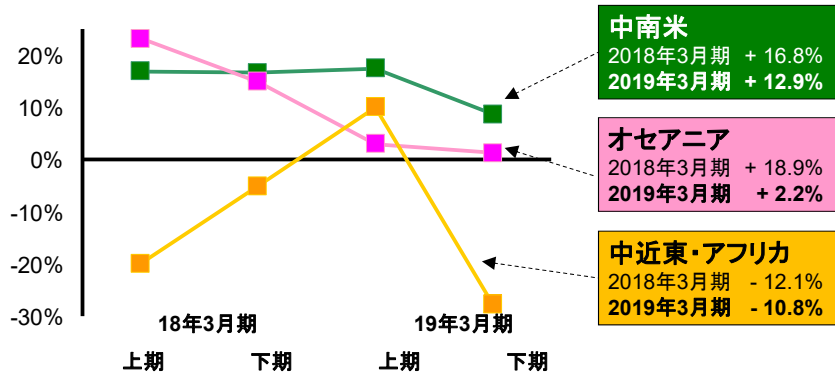 20%
10%
0%
-10%
-20%
-30%
18年3月期 19年3月期
上期 下期 上期 下期
中南米
2018年3月期 + 16.8%
2019年3月期 + 12.9%
オセアニア
2018年3月期 + 18.9%
2019年3月期 + 2.2%
中近東・アフリカ
2018年3月期 - 12.1%
2019年3月期 - 10.8%